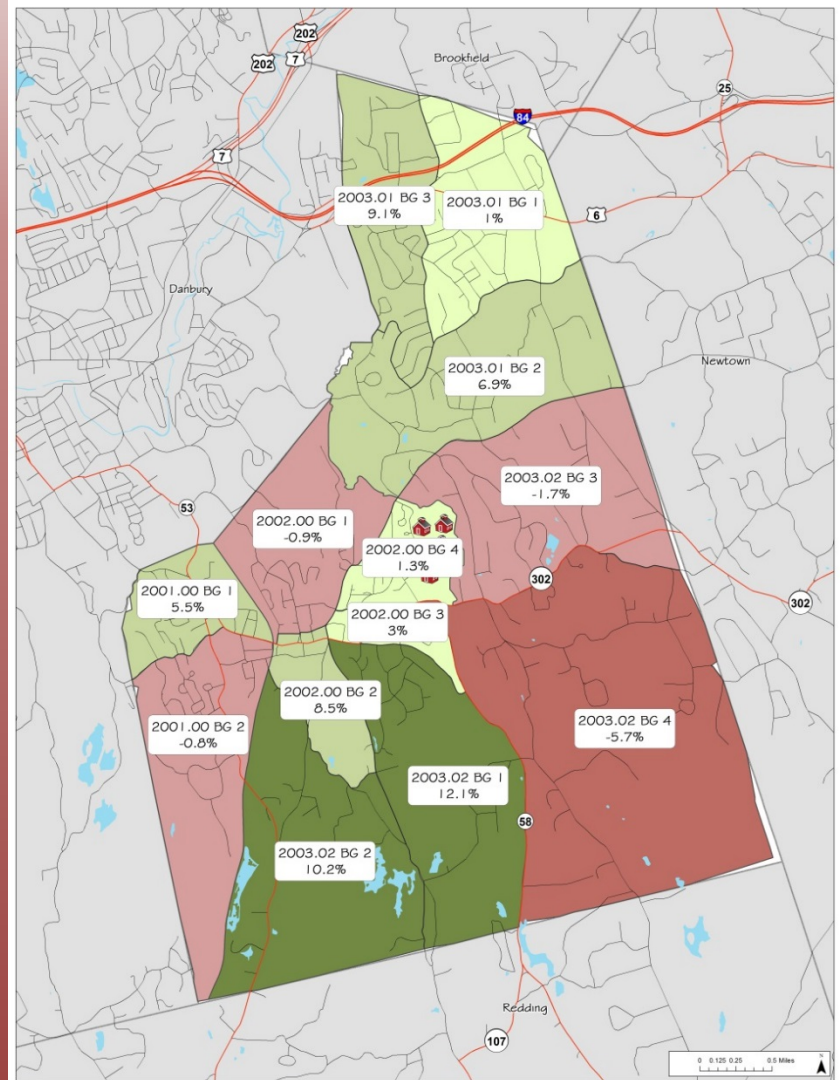 202
202
7
Brookfield
25
84
7
2003.01 BG 3
9.1%
2003.01 BG 1
1%
6
Danbury
2003.01 BG 2
6.9%
Newtown
2003.02 BG 3
-1.7%
53
2002.00 BG 1
-0.9%
2002.00 BG 4
1.3%
302
302
2001.00 BG 1
5.5%
2002.00 BG 3
3%
2002.00 BG 2
8.5%
2003.02 BG 4
-5.7%
2001.00 BG 2
-0.8%
2003.02 BG 1
12.1%
58
2003.02 BG 2
10.2%
Redding
107
0 0.125 0.25 0.5 Miles
N